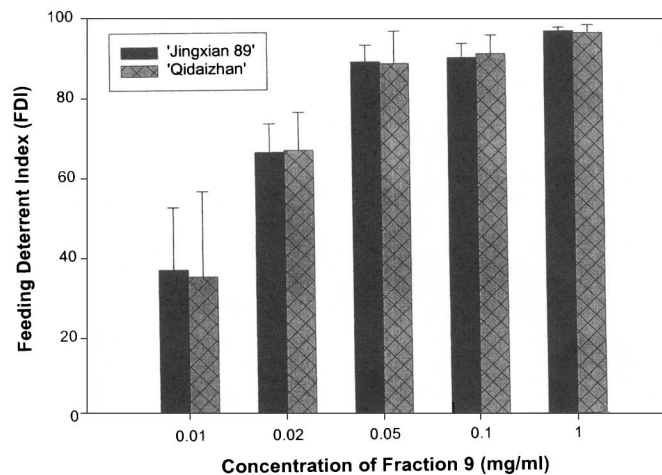 100
80
60
40
20
0
Feeding Deterrent Index (FDI)
'Jingxian 89'
'Qidaizhan'
0.01
0.02
0.05
0.1
1
Concentration of Fraction 9 (mg/ml)